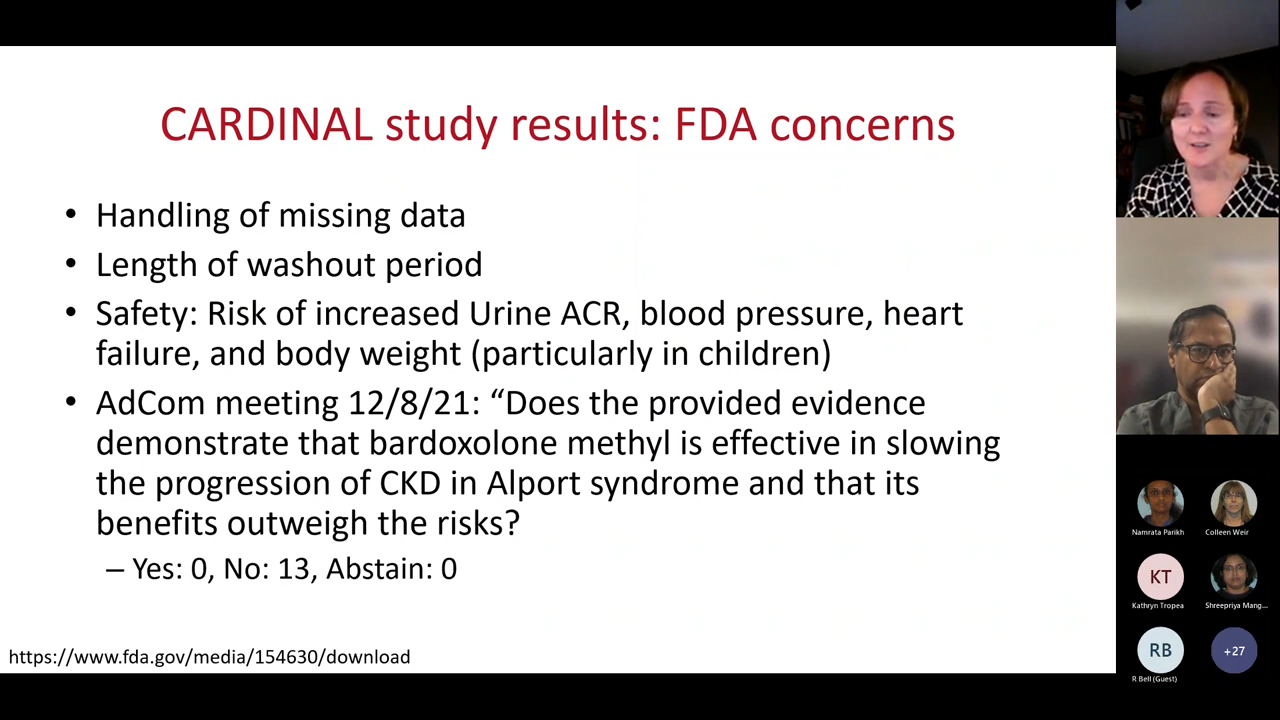 CARDINAL study results: FDA concerns
• Handling of missing data
• Length of washout period
• Safety: Risk of increased Urine ACR, blood pressure, heart
failure, and body weight (particularly in children)
• AdCom meeting 12/8/21: “Does the provided evidence
demonstrate that bardoxolone methyl is effective in slowing
the progression of CKD in Alport syndrome and that its
benefits outweigh the risks?
– Yes: 0, No: 13, Abstain: 0
https://www.fda.gov/media/154630/download
Namrata Parikh
Colleen Weir
KT
Kathryn Tropea
Shreepriya Mang...
RB
R Bell (Guest)
+27